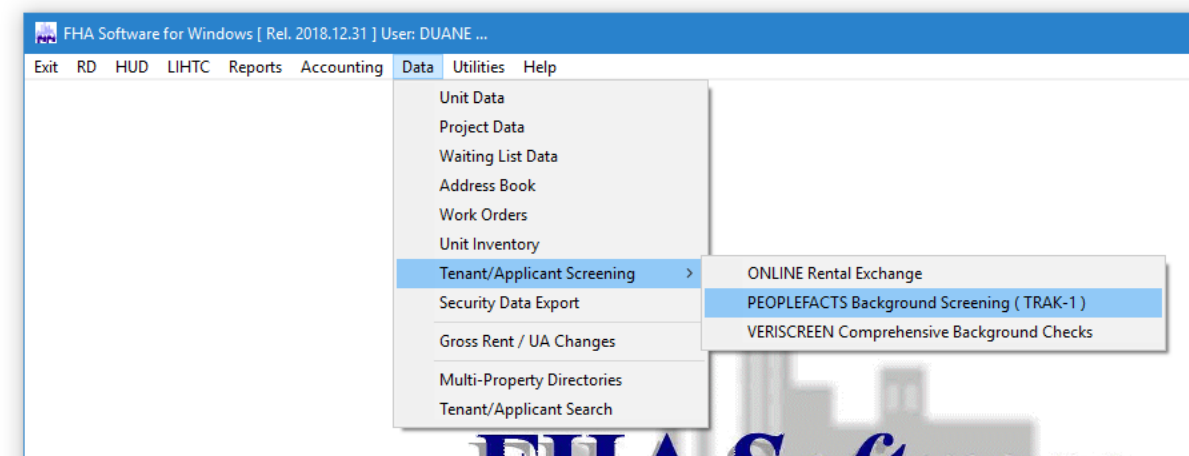 FHA Software for Windows [ Rel. 2018.12.31 ] User: DUANE ...
Exit RD HUD LIHTC Reports Accounting Data Utilities Help
Unit Data
Project Data
Waiting List Data
Address Book
Work Orders
Unit Inventory
Tenant/Applicant Screening >
Security Data Export
Gross Rent / UA Changes
Multi-Property Directories
Tenant/Applicant Search
ONLINE Rental Exchange
PEOPLEFACTS Background Screening ( TRAK-1 )
VERISCREEN Comprehensive Background Checks